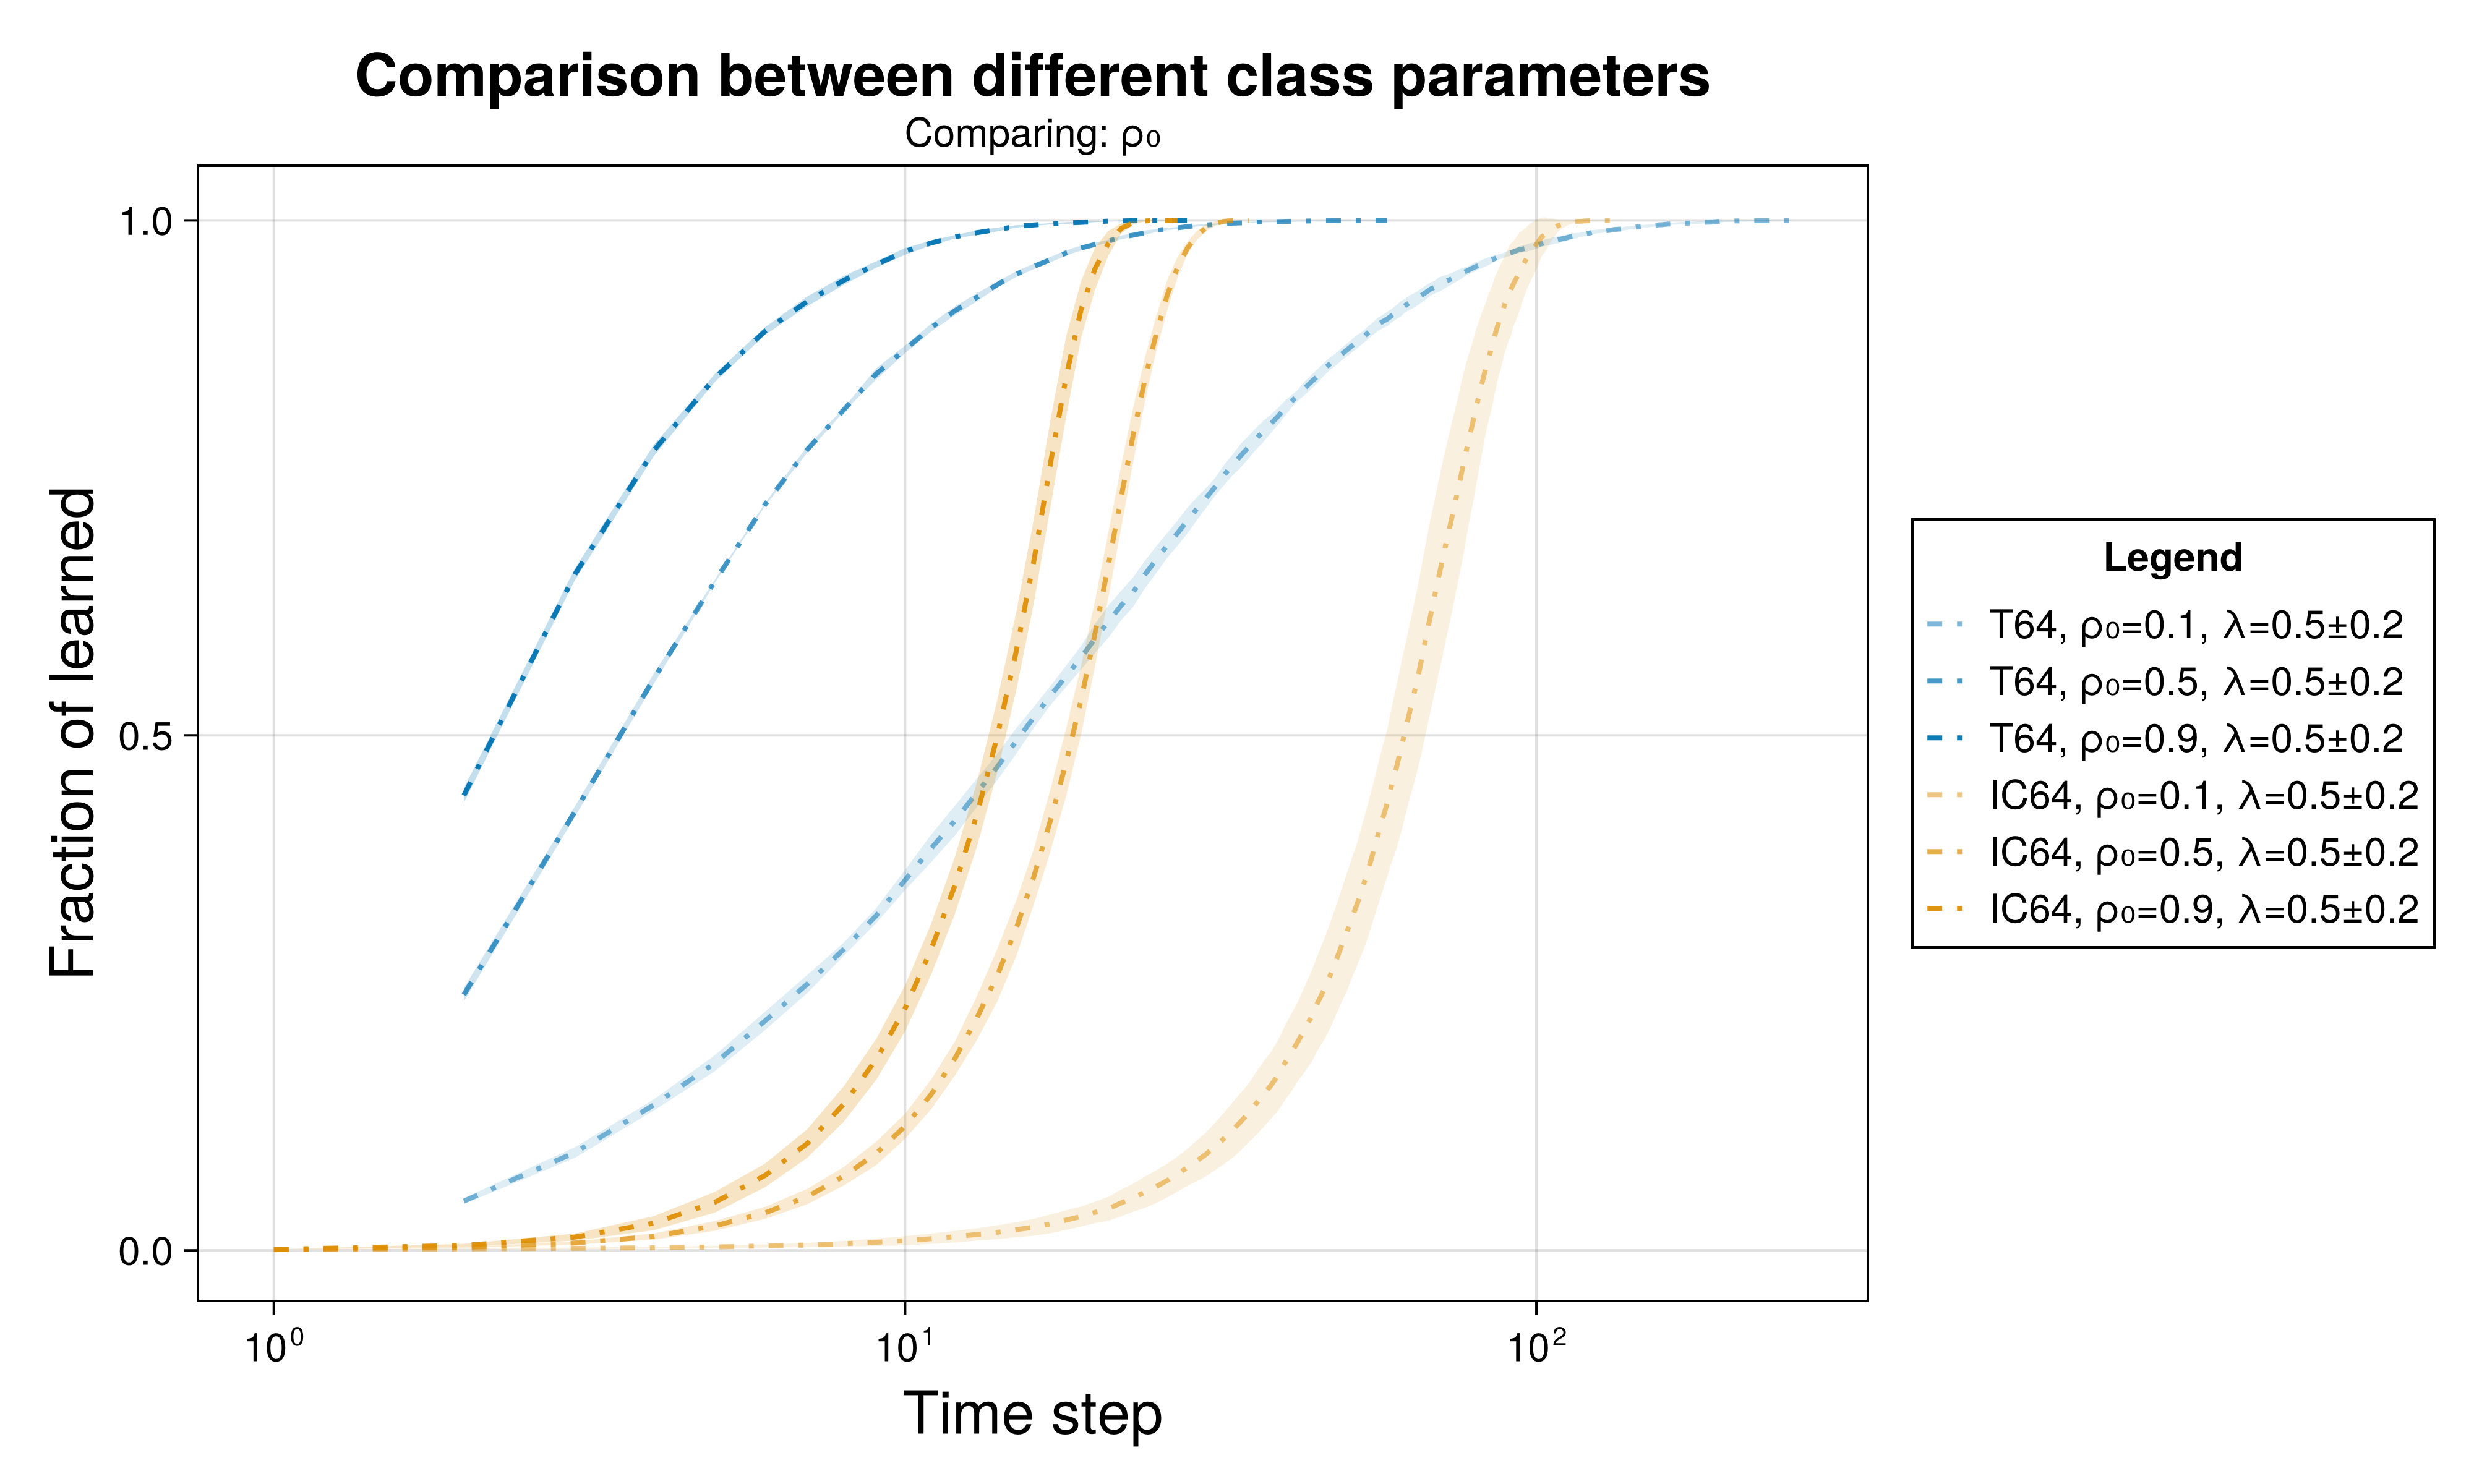 Comparison between different class parameters
Comparing: ρ₀
Fraction of learned
1.0
0.5
0.0
10⁰
10¹
10²
Time step
Legend
T64, ρ₀=0.1, λ=0.5±0.2
T64, ρ₀=0.5, λ=0.5±0.2
T64, ρ₀=0.9, λ=0.5±0.2
IC64, ρ₀=0.1, λ=0.5±0.2
IC64, ρ₀=0.5, λ=0.5±0.2
IC64, ρ₀=0.9, λ=0.5±0.2